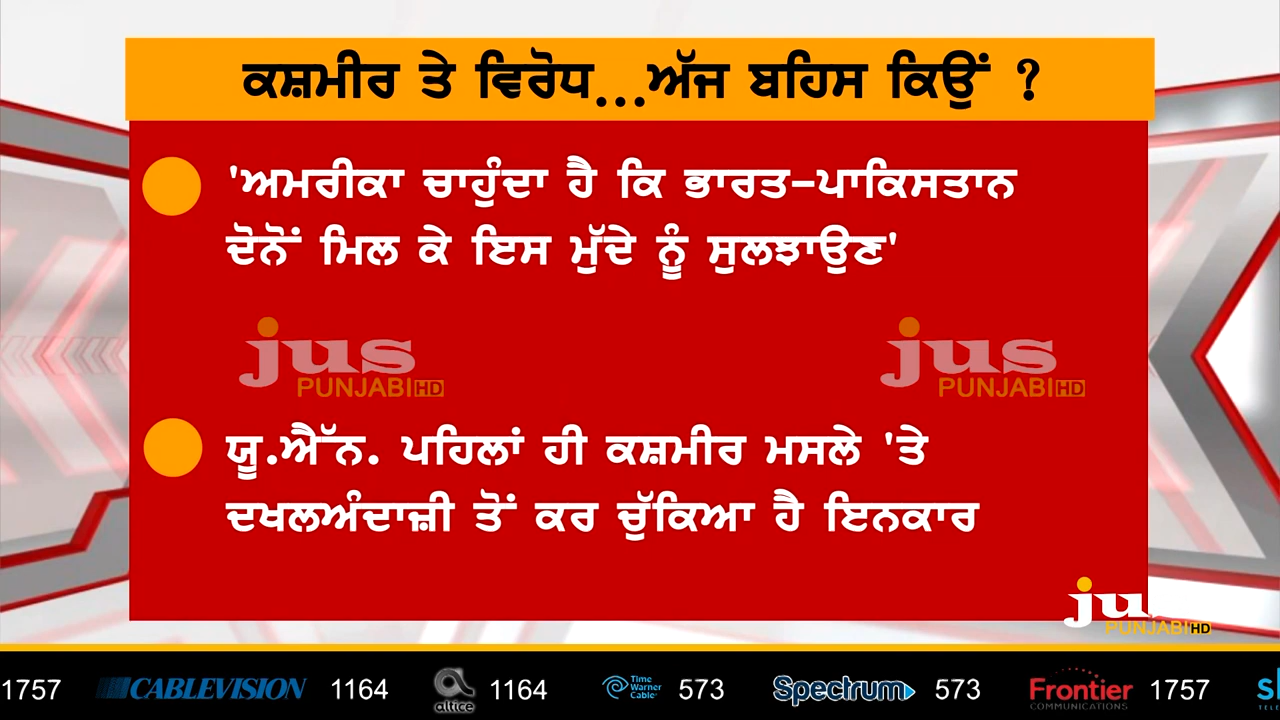 ਕਸ਼ਮੀਰ ਤੇ ਵਿਰੋਧ...ਅੱਜ ਬਹਿਸ ਕਿਉਂ ?
'ਅਮਰੀਕਾ ਚਾਹੁੰਦਾ ਹੈ ਕਿ ਭਾਰਤ-ਪਾਕਿਸਤਾਨ
ਦੋਨੋਂ ਮਿਲ ਕੇ ਇਸ ਮੁੱਦੇ ਨੂੰ ਸੁਲਝਾਉਣ'
jus PUNJABI HD
jus PUNJABI HD
ਯੂ.ਐੱਨ. ਪਹਿਲਾਂ ਹੀ ਕਸ਼ਮੀਰ ਮਸਲੇ 'ਤੇ
ਦਖਲਅੰਦਾਜ਼ੀ ਤੋਂ ਕਰ ਚੁੱਕਿਆ ਹੈ ਇਨਕਾਰ
jus PUNJABI HD
1757 CABLEVISION 1164 altice 1164 Time Warner Cable 573 Spectrum 573 Frontier COMMUNICATIONS 1757